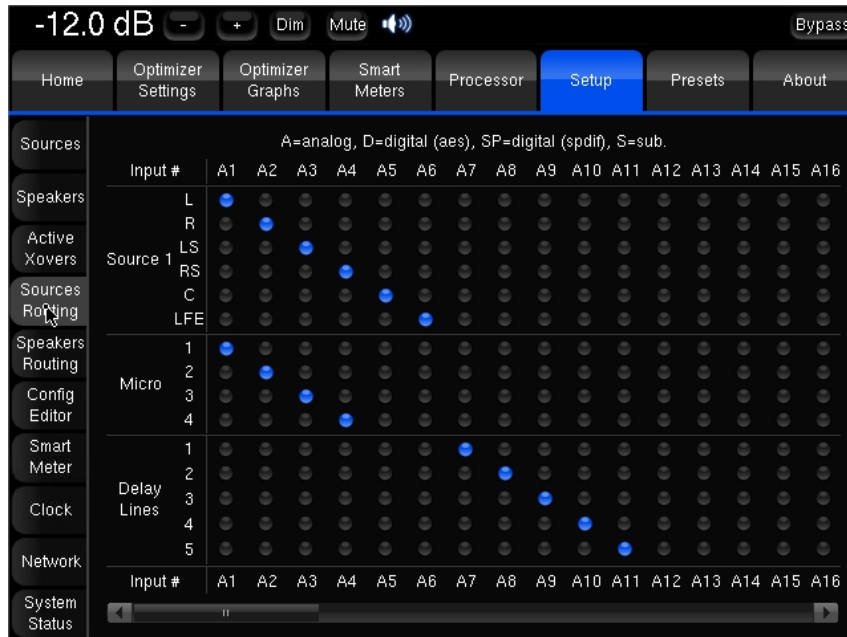 -12.0 dB - + Dim Mute Bypass
Home Optimizer Settings Optimizer Graphs Smart Meters Processor Setup Presets About
Sources
Speakers
Active
Xovers
Sources
Routing
Speakers
Routing
Config
Editor
Smart
Meter
Clock
Network
System
Status
A=analog, D=digital (aes), SP=digital (spdif), S=sub.
Input # A1 A2 A3 A4 A5 A6 A7 A8 A9 A10 A11 A12 A13 A14 A15 A16
Source 1
L
R
LS
RS
C
LFE
Micro
1
2
3
4
Delay
Lines
1
2
3
4
5
Input # A1 A2 A3 A4 A5 A6 A7 A8 A9 A10 A11 A12 A13 A14 A15 A16